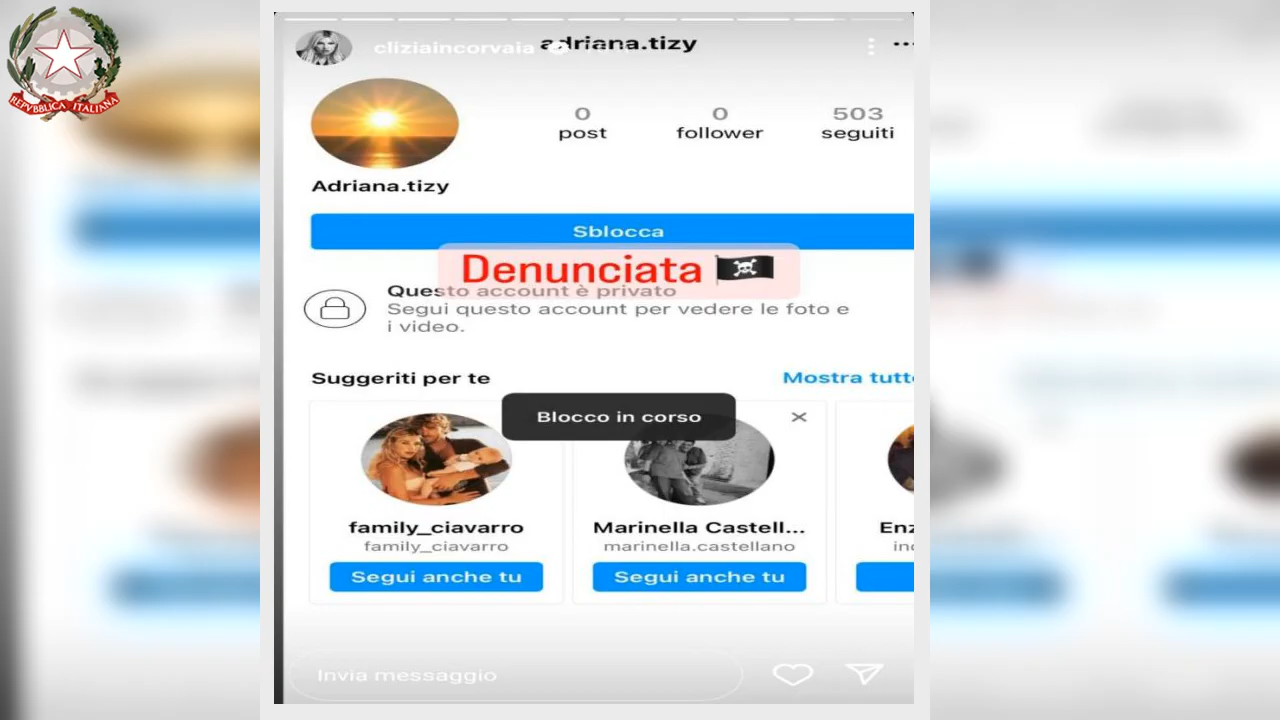 REPVBBLICA ITALIANA
cliziaincorvaia
adriana.tizy
0
post
0
follower
503
seguiti
Adriana.tizy
Sblocca
Denunciata
Questo account è privato
Segui questo account per vedere le foto e
i video.
Suggeriti per te
Mostra tutt
Blocco in corso
family_ciavarro
family_ciavarro
Segui anche tu
Marinella Castell...
marinella.castellano
Segui anche tu
Enz
in
Invia messaggio